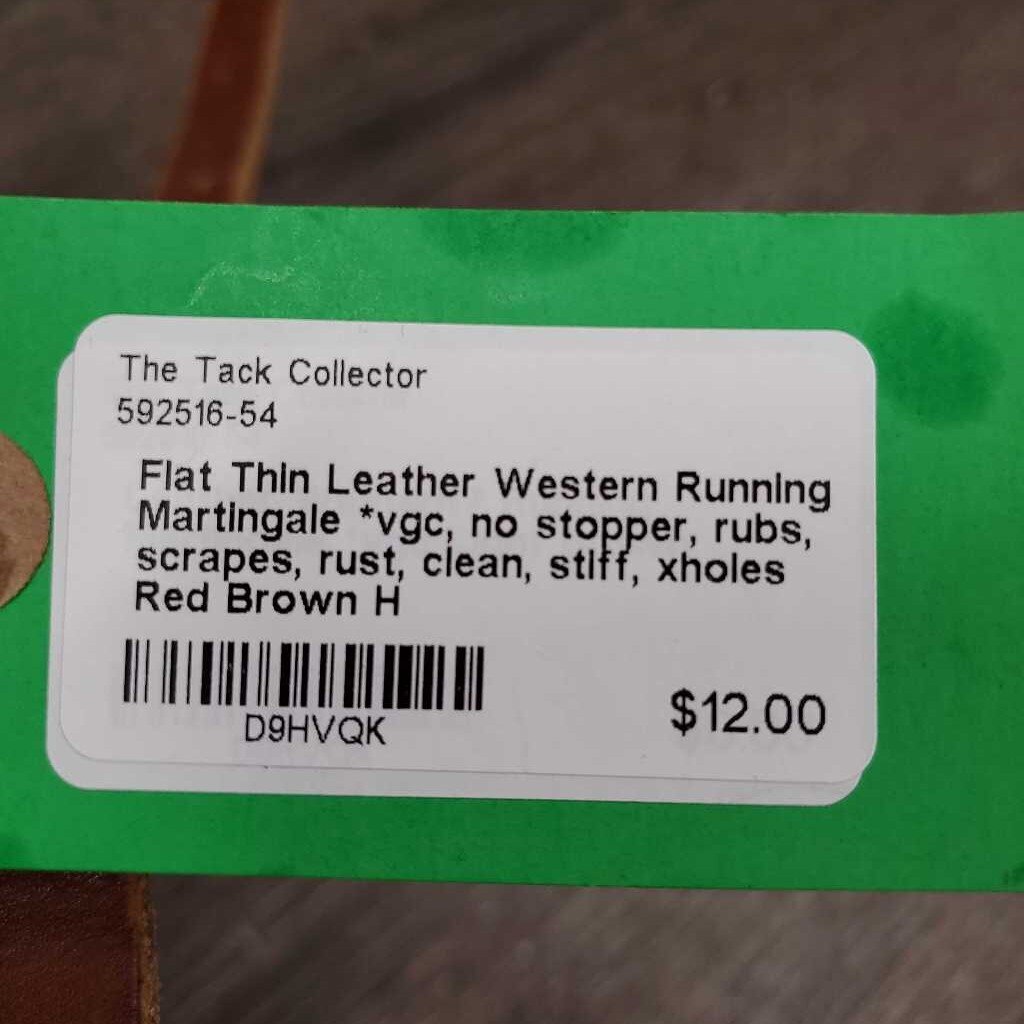 The Tack Collector
592516-54
Flat Thin Leather Western Running
Martingale *vgc, no stopper, rubs,
scrapes, rust, clean, stiff, xholes
Red Brown H
D9HVQK
$12.00